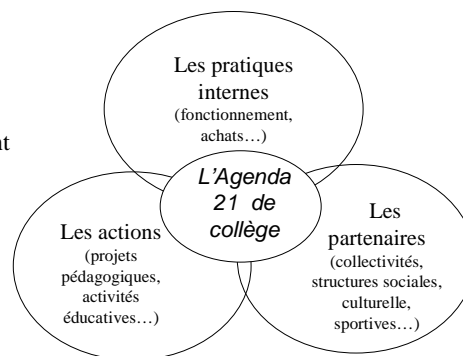 Les pratiques
internes
(fonctionnement,
achats…)
nt
L'Agenda
21 de
collège
Les actions
(projets
pédagogiques,
activités
éducatives…)
Les
partenaires
(collectivités,
structures sociales,
culturelle,
sportives…)